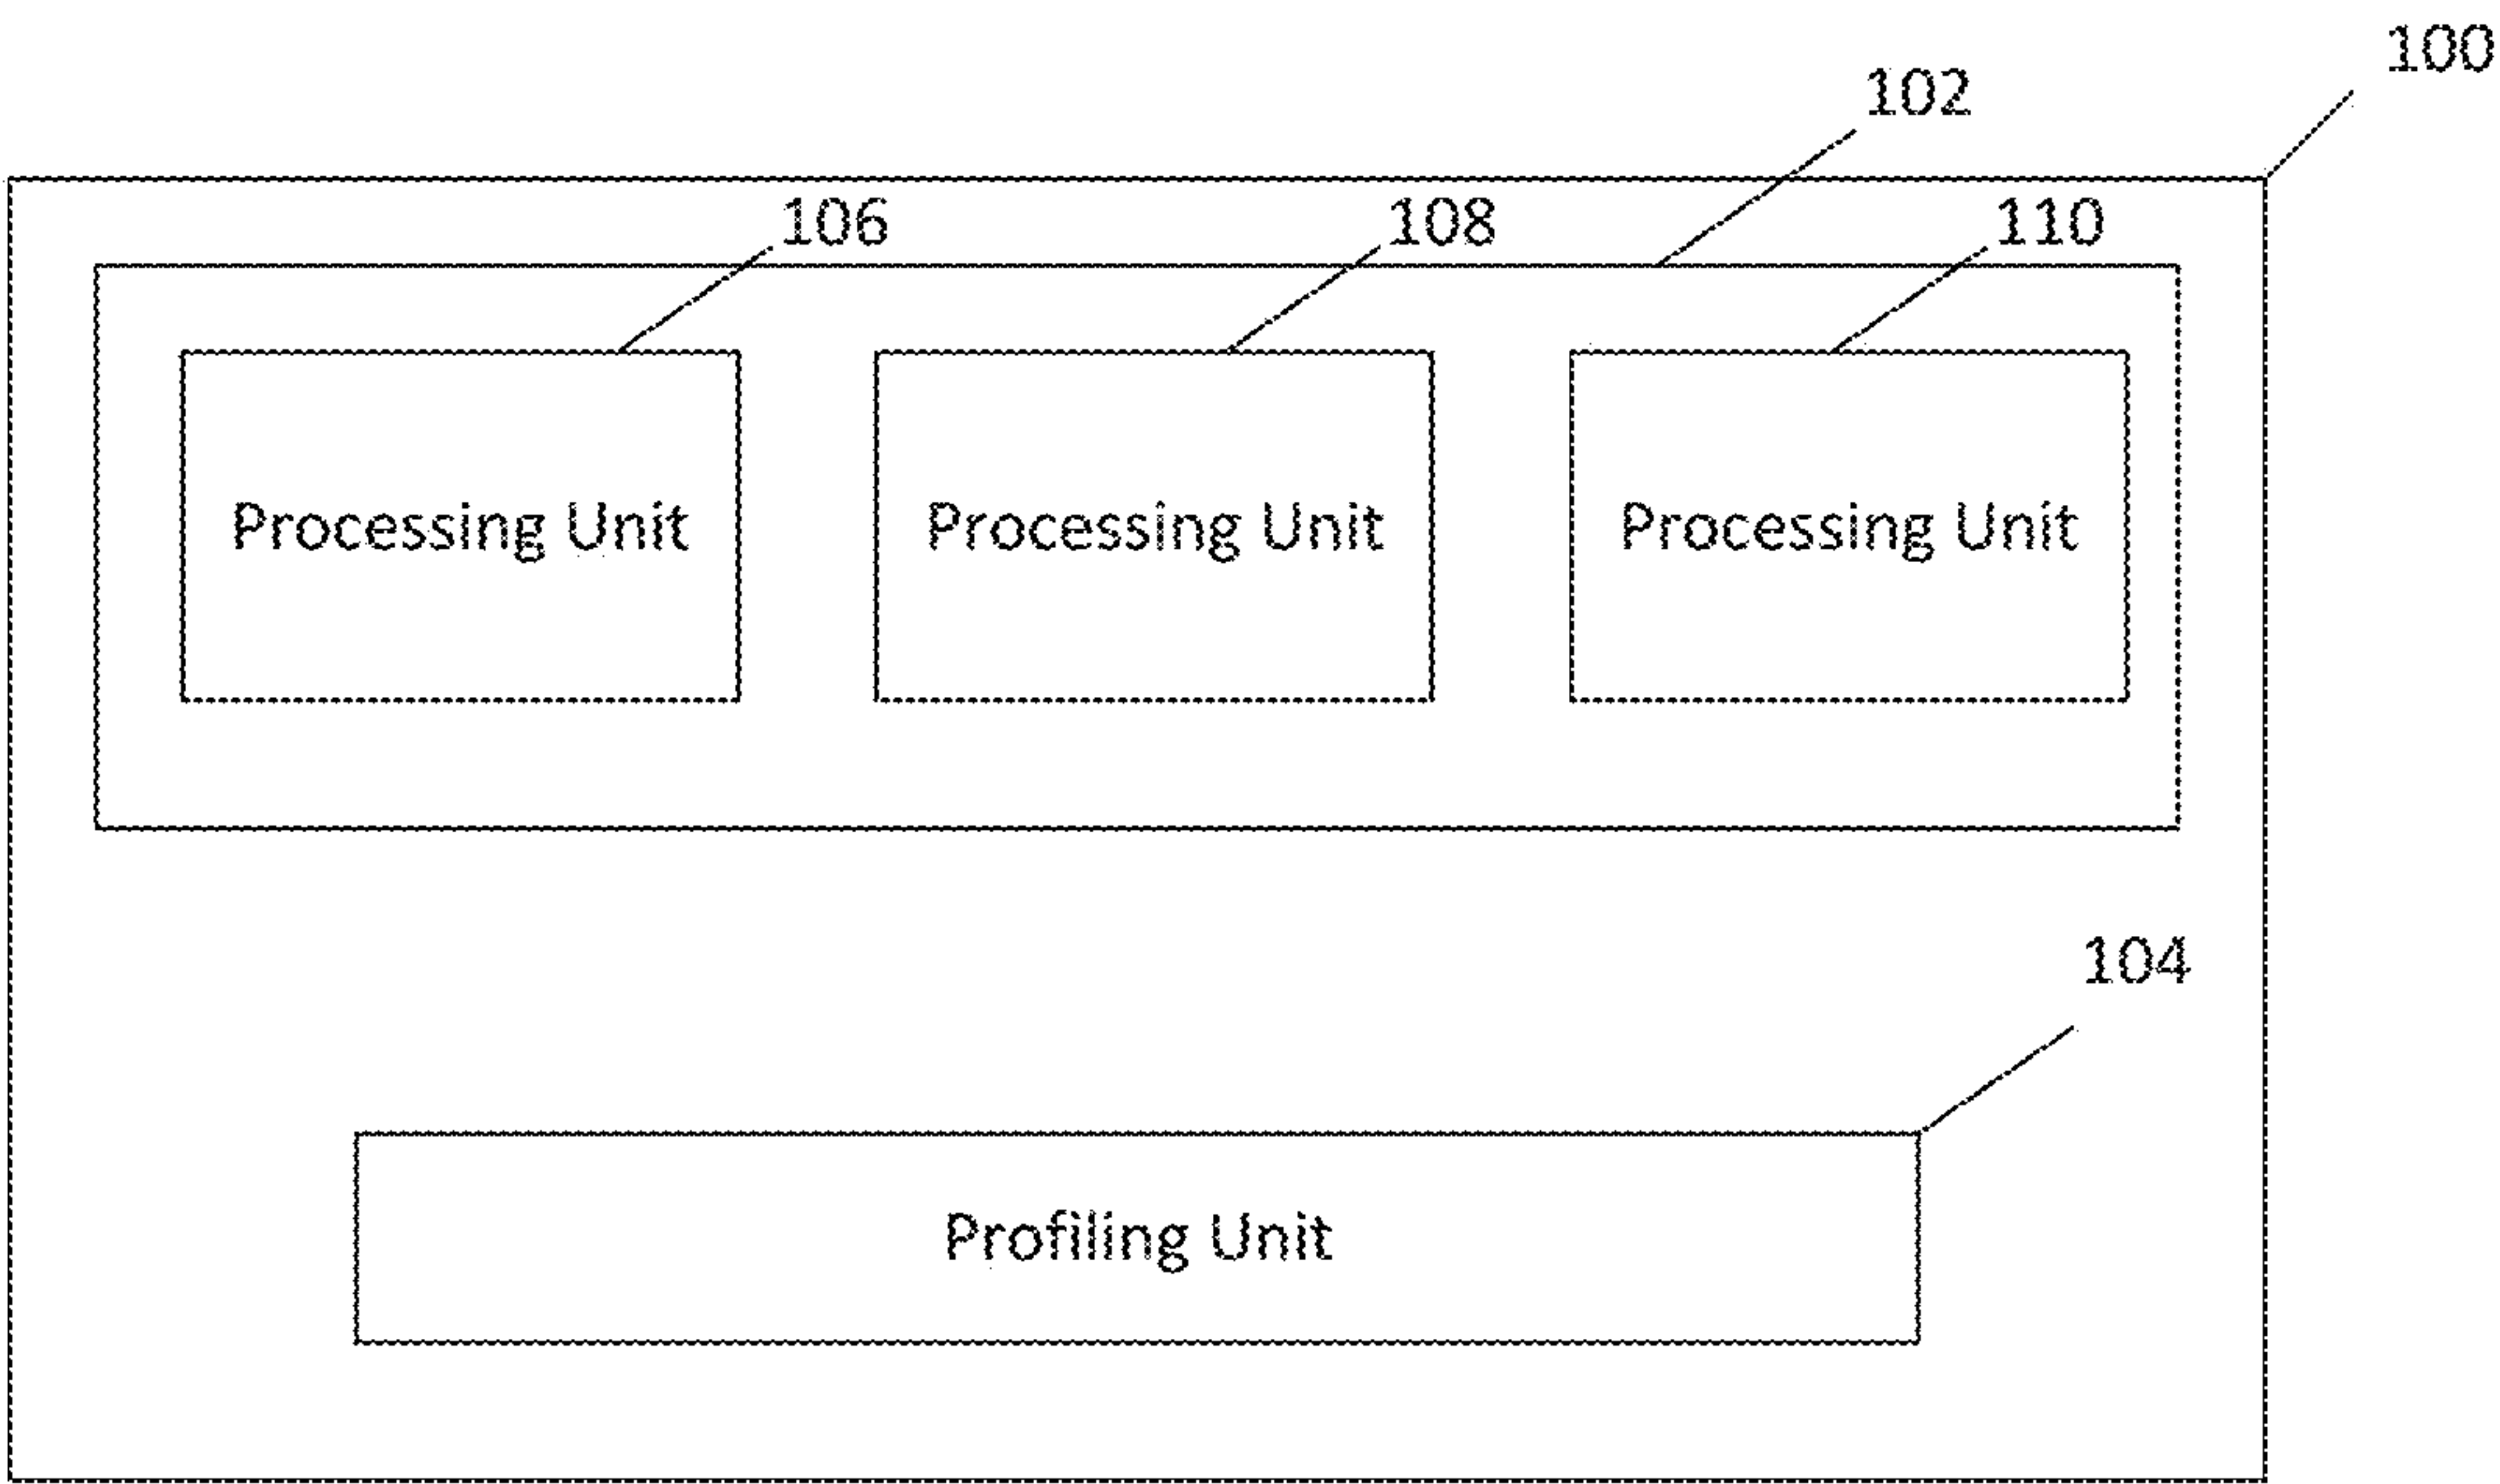 100
102
106
108
110
Processing Unit
Processing Unit
Processing Unit
104
Profiling Unit